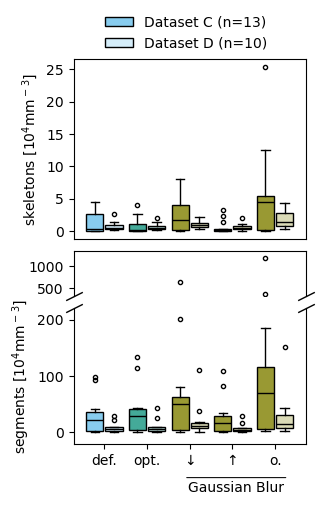 Dataset C (n=13)
Dataset D (n=10)
skeletons [10⁴mm⁻³]
25
20
15
10
5
0
segments [10⁴mm⁻³]
1000
500
200
100
0
def. opt. ↓ ↑ o.
Gaussian Blur